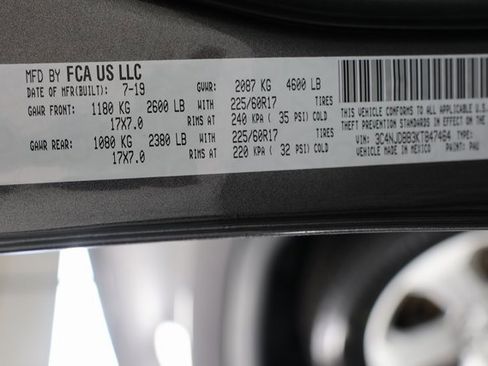 MFD BY FCA US LLC
DATE OF MFR(BUILT): 7-19 GVWR: 2087 KG 4600 LB
GAWR FRONT: 1180 KG 2600 LB WITH 225/60R17 TIRES
17X7.0 RIMS AT 240 KPA ( 35 PSI) COLD
GAWR REAR: 1080 KG 2380 LB WITH 225/60R17 TIRES
17X7.0 RIMS AT 220 KPA ( 32 PSI) COLD
THIS VEHICLE CONFORMS TO ALL APPLICABLE
THEFT PREVENTION STANDARDS IN EFFECT
VIN: 3C4NJDBB3KT847464 TYPE:
VEHICLE MADE IN MEXICO PAINT: PAU